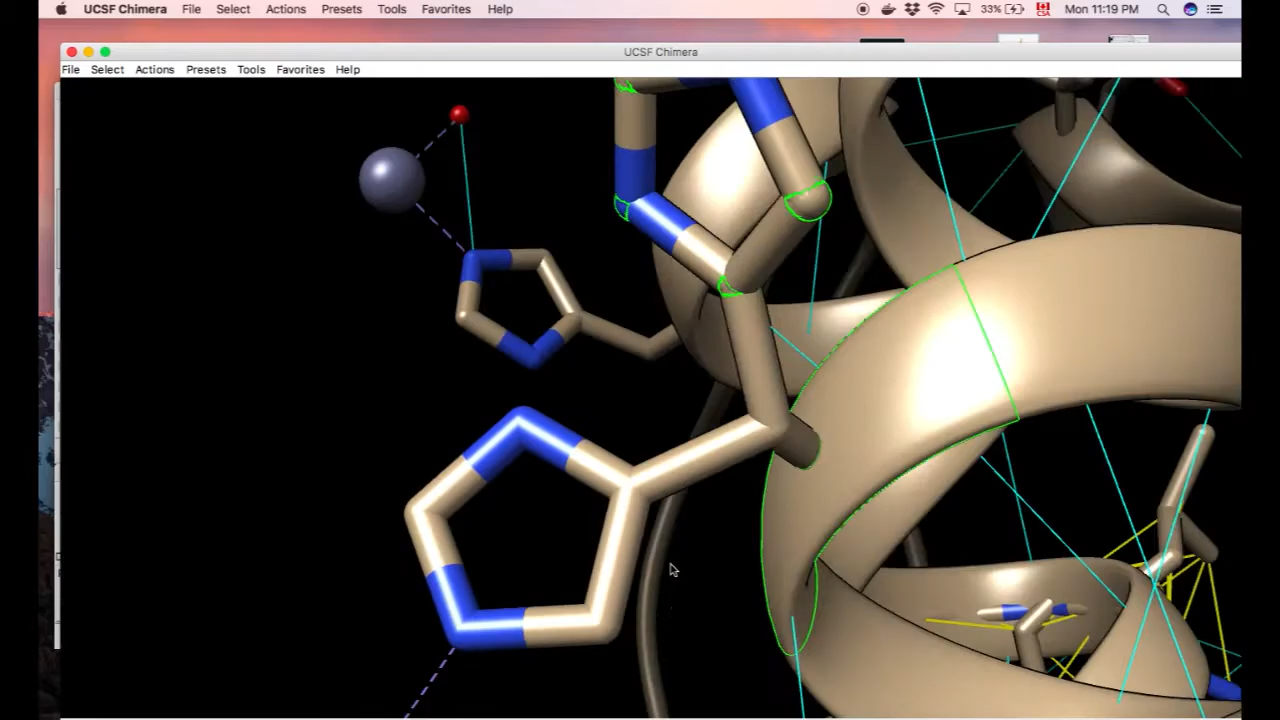 UCSF Chimera File Select Actions Presets Tools Favorites Help 33% CSA Mon 11:19 PM
UCSF Chimera
File Select Actions Presets Tools Favorites Help